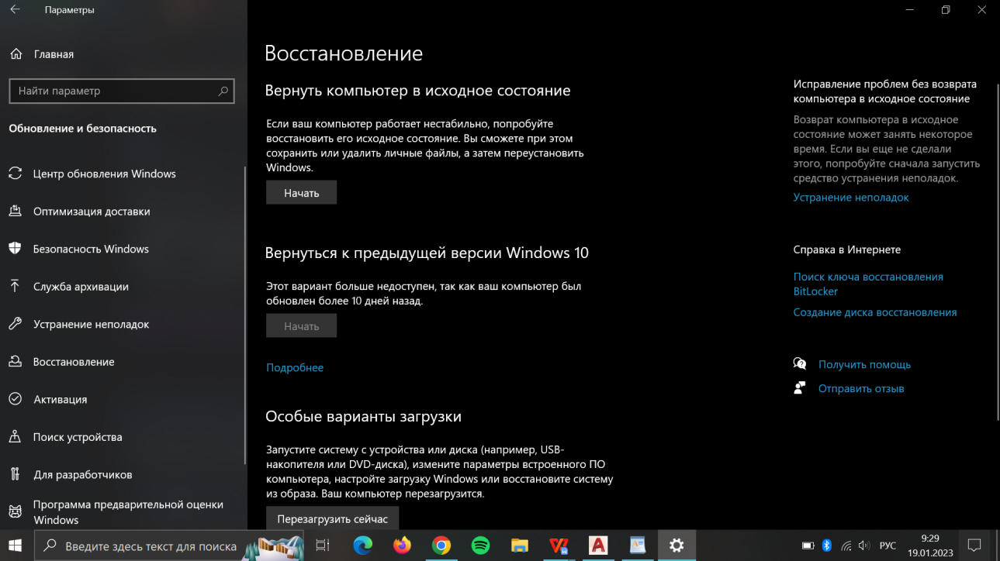 Параметры
Главная
Найти параметр
Обновление и безопасность
Центр обновления Windows
Оптимизация доставки
Безопасность Windows
Служба архивации
Устранение неполадок
Восстановление
Активация
Поиск устройства
Для разработчиков
Программа предварительной оценки
Windows
Восстановление
Вернуть компьютер в исходное состояние
Если ваш компьютер работает нестабильно, попробуйте
восстановить его исходное состояние. Вы сможете при этом
сохранить или удалить личные файлы, а затем переустановить
Windows.
Начать
Вернуться к предыдущей версии Windows 10
Этот вариант больше недоступен, так как ваш компьютер был
обновлен более 10 дней назад.
Начать
Подробнее
Особые варианты загрузки
Запустите систему с устройства или диска (например, USB-
накопителя или DVD-диска), измените параметры встроенного ПО
компьютера, настройте загрузку Windows или восстановите систему
из образа. Ваш компьютер перезагрузится.
Перезагрузить сейчас
Исправление проблем без возврата
компьютера в исходное состояние
Возврат компьютера в исходное
состояние может занять некоторое
время. Если вы еще не сделали
этого, попробуйте сначала запустить
средство устранения неполадок.
Устранение неполадок
Справка в Интернете
Поиск ключа восстановления
BitLocker
Создание диска восстановления
Получить помощь
Отправить отзыв
Введите здесь текст для поиска
РУС
9:29
19.01.2023